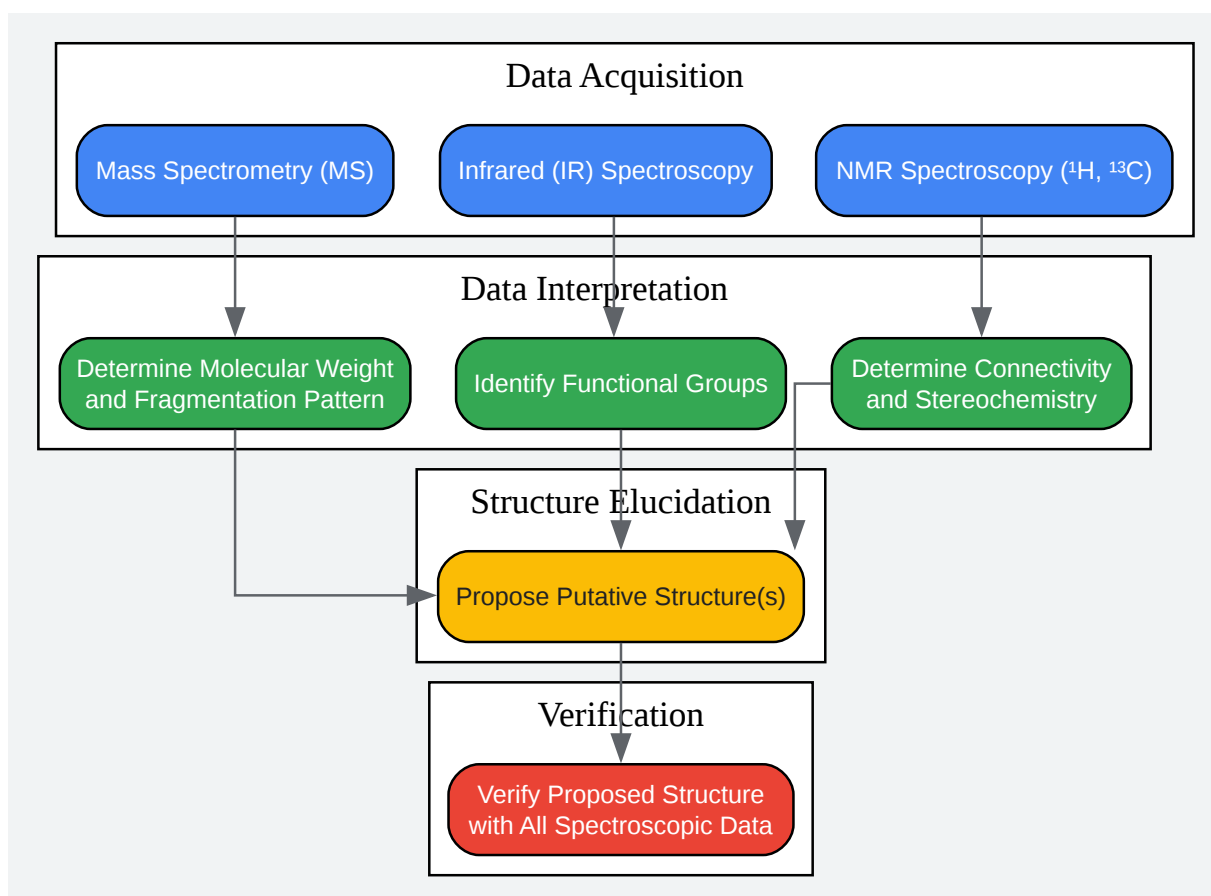 Data Acquisition
Mass Spectrometry (MS)
Infrared (IR) Spectroscopy
NMR Spectroscopy (¹H, ¹³C)
Data Interpretation
Determine Molecular Weight
and Fragmentation Pattern
Identify Functional Groups
Determine Connectivity
and Stereochemistry
Structure Elucidation
Propose Putative Structure(s)
Verification
Verify Proposed Structure
with All Spectroscopic Data